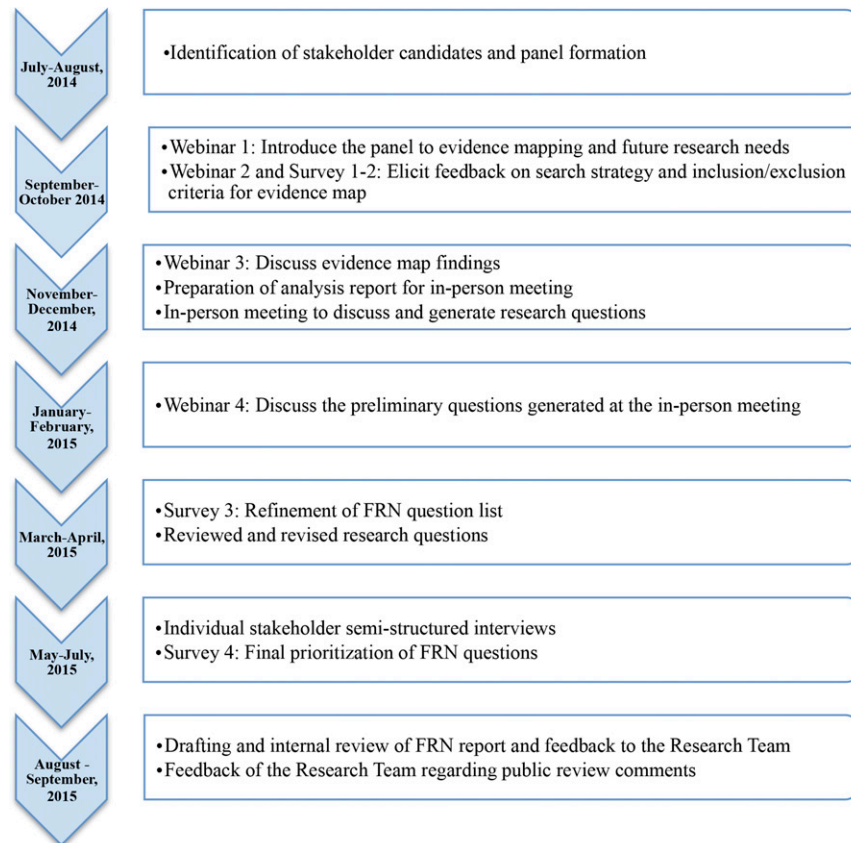 July-August,
2014
•Identification of stakeholder candidates and panel formation
September-
October 2014
•Webinar 1: Introduce the panel to evidence mapping and future research needs
•Webinar 2 and Survey 1-2: Elicit feedback on search strategy and inclusion/exclusion
criteria for evidence map
November-
December,
2014
•Webinar 3: Discuss evidence map findings
•Preparation of analysis report for in-person meeting
•In-person meeting to discuss and generate research questions
January-
February,
2015
•Webinar 4: Discuss the preliminary questions generated at the in-person meeting
March-April,
2015
•Survey 3: Refinement of FRN question list
•Reviewed and revised research questions
May-July,
2015
•Individual stakeholder semi-structured interviews
•Survey 4: Final prioritization of FRN questions
August -
September,
2015
•Drafting and internal review of FRN report and feedback to the Research Team
•Feedback of the Research Team regarding public review comments